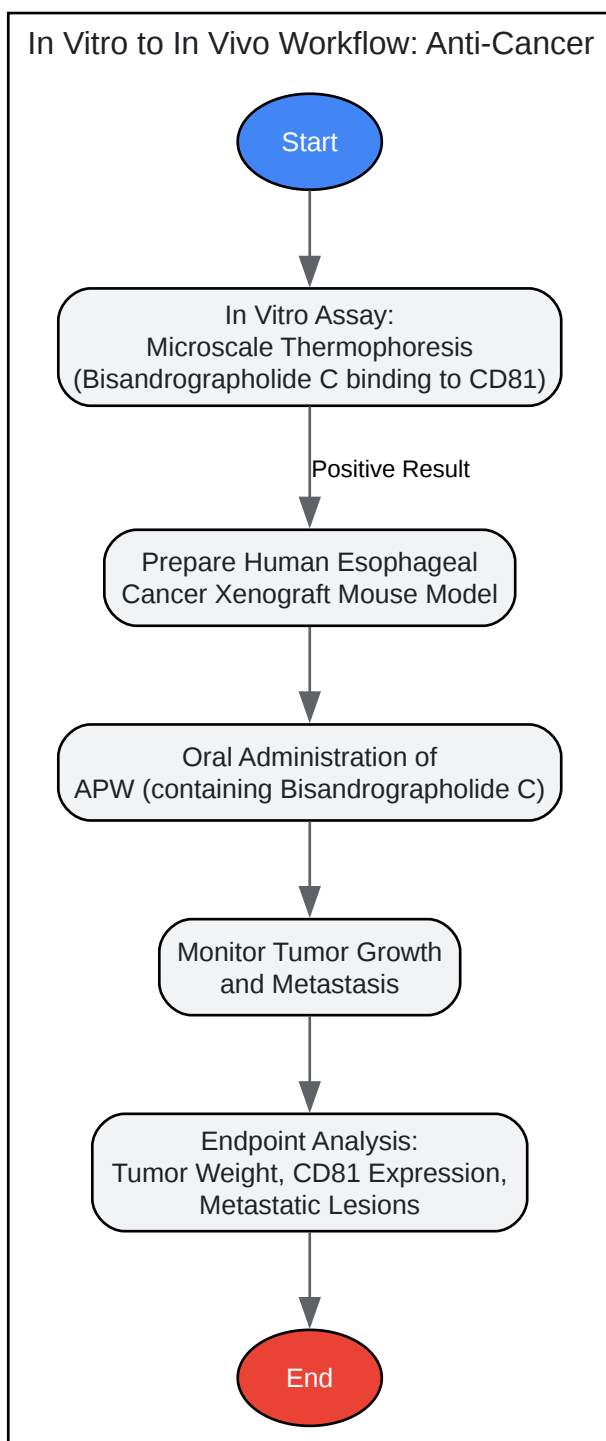 In Vitro to In Vivo Workflow: Anti-Cancer
Start
In Vitro Assay:
Microscale Thermophoresis
(Bisandrographolide C binding to CD81)
Positive Result
Prepare Human Esophageal
Cancer Xenograft Mouse Model
Oral Administration of
APW (containing Bisandrographolide C)
Monitor Tumor Growth
and Metastasis
Endpoint Analysis:
Tumor Weight, CD81 Expression,
Metastatic Lesions
End